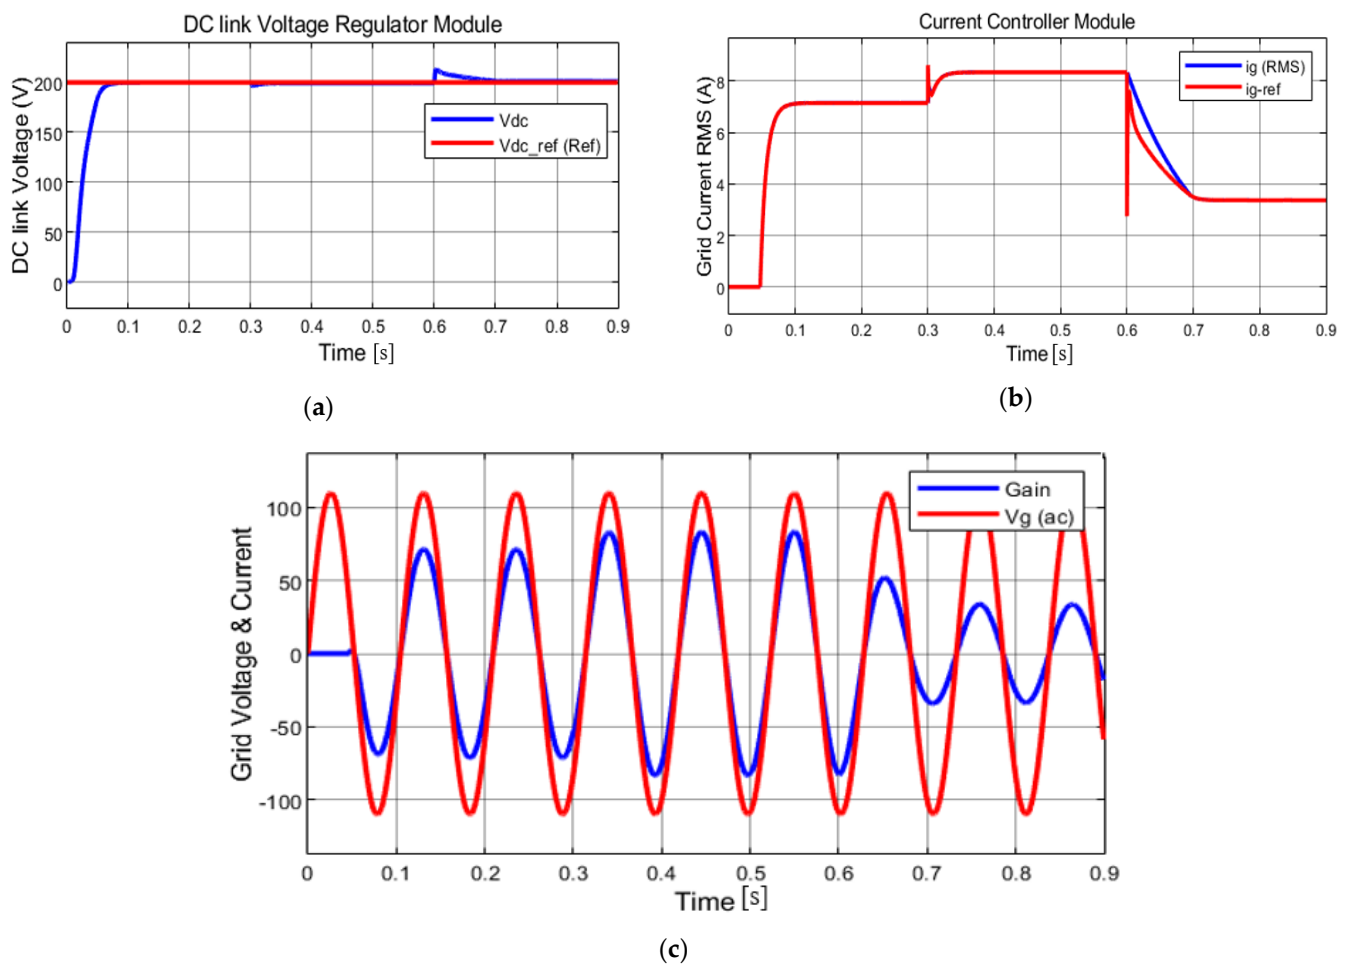 DC link Voltage Regulator Module
DC link Voltage (V)
200
150
100
50
0
Vdc
Vdc_ref (Ref)
0 0.1 0.2 0.3 0.4 0.5 0.6 0.7 0.8 0.9
Time [s]
(a)
Current Controller Module
Grid Current RMS (A)
8
6
4
2
0
ig (RMS)
ig-ref
0 0.1 0.2 0.3 0.4 0.5 0.6 0.7 0.8 0.9
Time [s]
(b)
Grid Voltage & Current
100
50
0
-50
-100
Gain
Vg (ac)
0 0.1 0.2 0.3 0.4 0.5 0.6 0.7 0.8 0.9
Time [s]
(c)